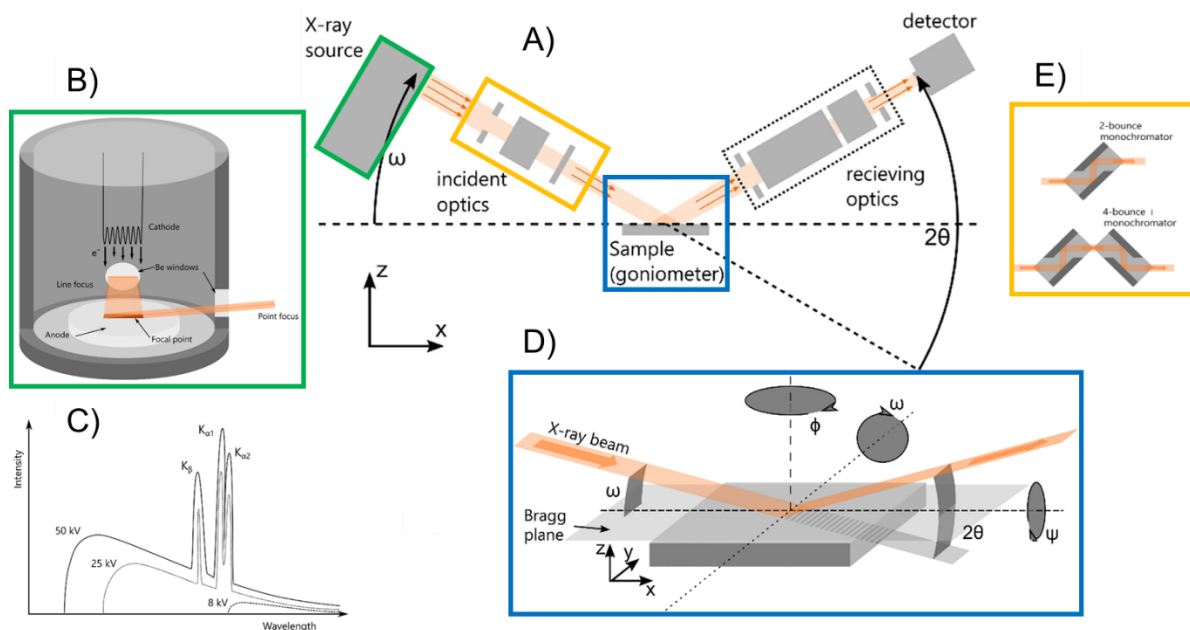 A)
X-ray
source
ω
incident
optics
Sample
(goniometer)
recieving
optics
detector
2θ
z
x
B)
Cathode
e⁻
Be windows
Line focus
Point focus
Anode
Focal point
C)
Intensity
Kβ
Kα1
Kα2
50 kV
25 kV
8 kV
Wavelength
D)
X-ray beam
ω
Bragg
plane
z
y
x
ϕ
ω
2θ
ψ
E)
2-bounce
monochromator
4-bounce
monochromator